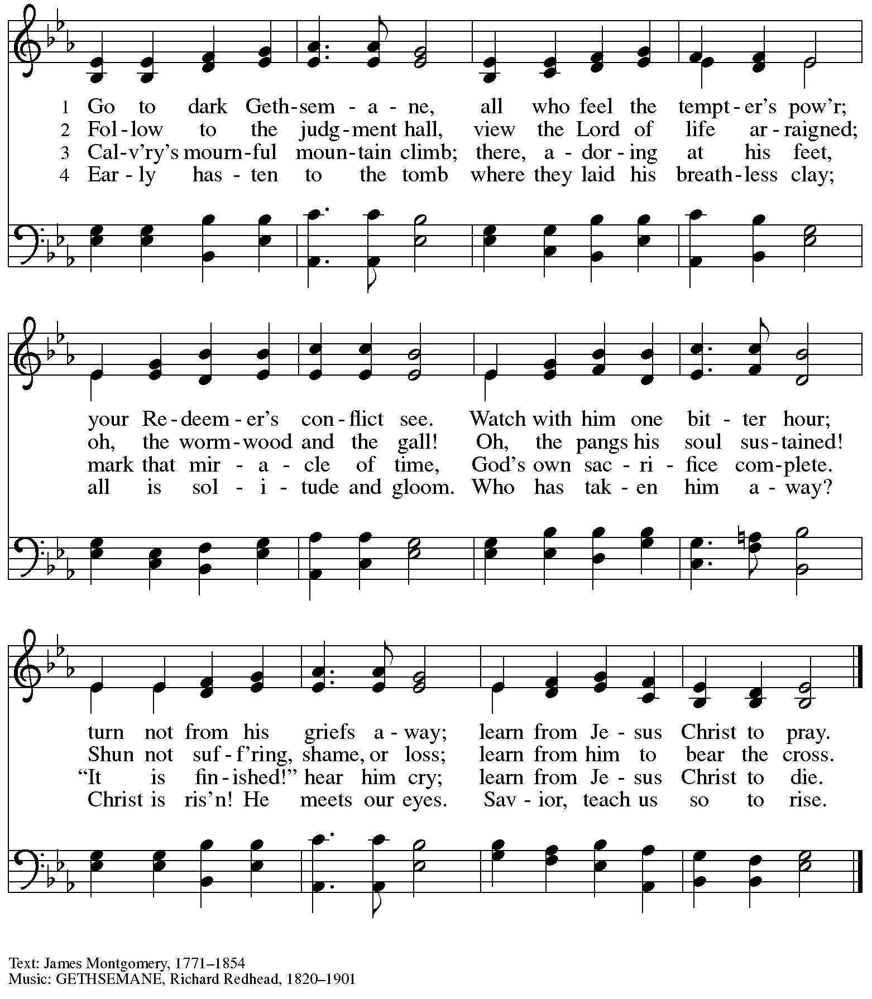 1 Go to dark Geth-sem - a - ne, all who feel the tempt - er’s pow’r;
2 Fol - low to the judg - ment hall, view the Lord of life ar - raigned;
3 Cal - v’ry’s mourn - ful moun - tain climb; there, a - dor - ing at his feet,
4 Ear - ly has - ten to the tomb where they laid his breath - less clay;
your Re - deem - er’s con - flict see. Watch with him one bit - ter hour;
oh, the worm - wood and the gall! Oh, the pangs his soul sus - tained!
mark that mir - a - cle of time, God’s own sac - ri - fice com - plete.
all is sol - i - tude and gloom. Who has tak - en him a - way?
turn not from his griefs a - way; learn from Je - sus Christ to pray.
Shun not suf - f’ring, shame, or loss; learn from him to bear the cross.
“It is fin - ished!” hear him cry; learn from Je - sus Christ to die.
Christ is ris’n! He meets our eyes. Sav - ior, teach us so to rise.
Text: James Montgomery, 1771–1854
Music: GETHSEMANE, Richard Redhead, 1820–1901